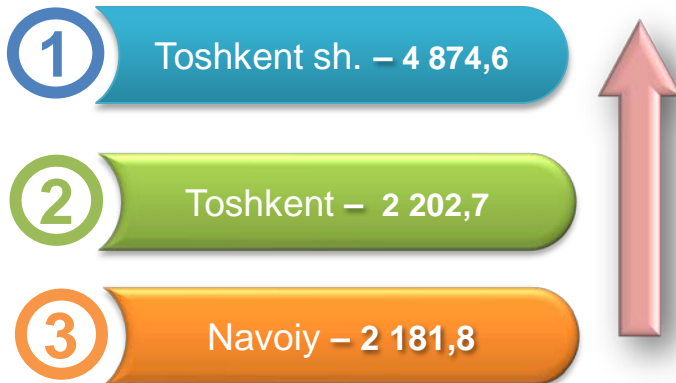 1
Toshkent sh. – 4 874,6
2
Toshkent – 2 202,7
3
Navoiy – 2 181,8